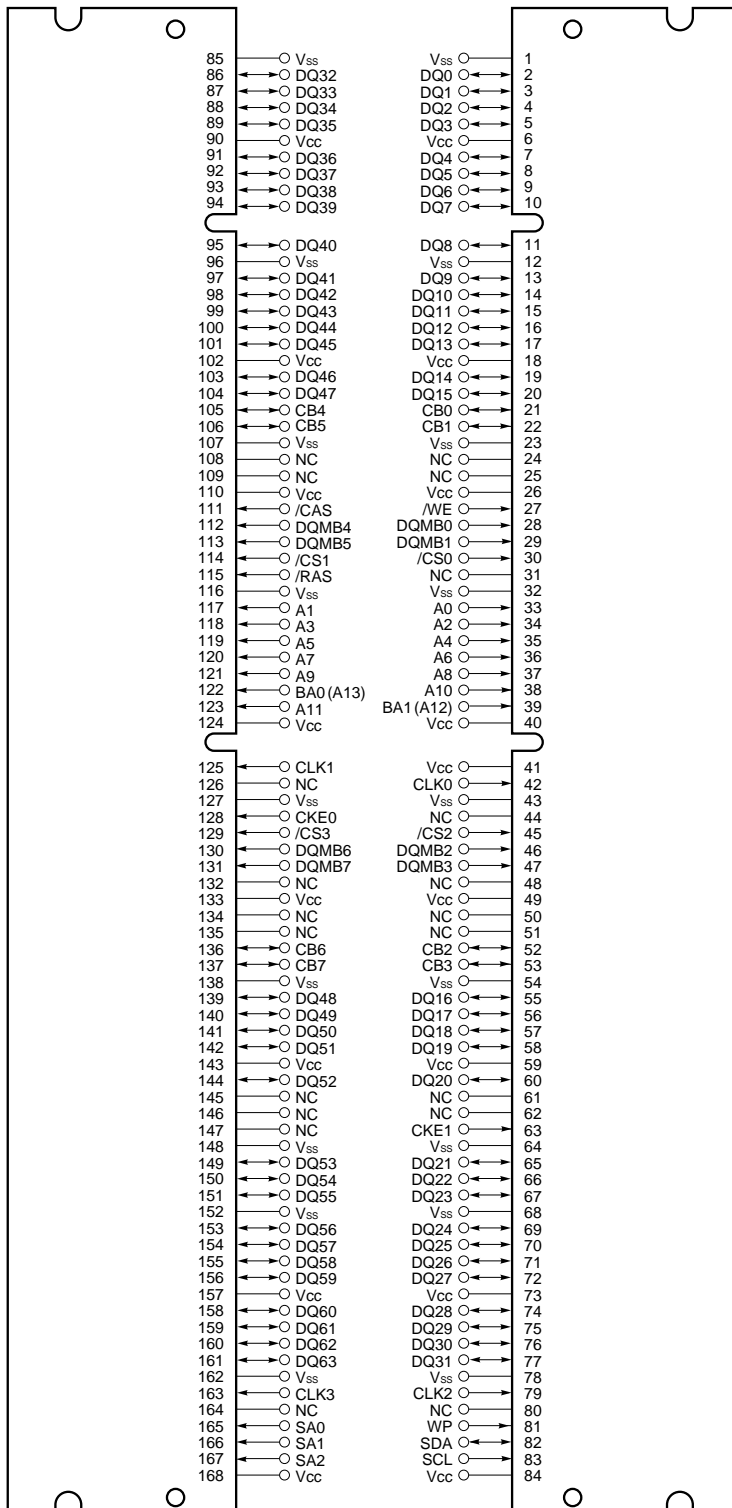 85 Vss Vss 1
86 DQ32 DQ0 2
87 DQ33 DQ1 3
88 DQ34 DQ2 4
89 DQ35 DQ3 5
90 Vcc Vcc 6
91 DQ36 DQ4 7
92 DQ37 DQ5 8
93 DQ38 DQ6 9
94 DQ39 DQ7 10
95 DQ40 DQ8 11
96 Vss Vss 12
97 DQ41 DQ9 13
98 DQ42 DQ10 14
99 DQ43 DQ11 15
100 DQ44 DQ12 16
101 DQ45 DQ13 17
102 Vcc Vcc 18
103 DQ46 DQ14 19
104 DQ47 DQ15 20
105 CB4 CB0 21
106 CB5 CB1 22
107 Vss Vss 23
108 NC NC 24
109 NC NC 25
110 Vcc Vcc 26
111 /CAS /WE 27
112 DQMB4 DQMB0 28
113 DQMB5 DQMB1 29
114 /CS1 /CS0 30
115 /RAS NC 31
116 Vss Vss 32
117 A1 A0 33
118 A3 A2 34
119 A5 A4 35
120 A7 A6 36
121 A9 A8 37
122 BA0 (A13) A10 38
123 A11 BA1 (A12) 39
124 Vcc Vcc 40
125 CLK1 Vcc 41
126 NC CLK0 42
127 Vss Vss 43
128 CKE0 NC 44
129 /CS3 /CS2 45
130 DQMB6 DQMB2 46
131 DQMB7 DQMB3 47
132 NC NC 48
133 Vcc Vcc 49
134 NC NC 50
135 NC NC 51
136 CB6 CB2 52
137 CB7 CB3 53
138 Vss Vss 54
139 DQ48 DQ16 55
140 DQ49 DQ17 56
141 DQ50 DQ18 57
142 DQ51 DQ19 58
143 Vcc Vcc 59
144 DQ52 DQ20 60
145 NC NC 61
146 NC NC 62
147 NC CKE1 63
148 Vss Vss 64
149 DQ53 DQ21 65
150 DQ54 DQ22 66
151 DQ55 DQ23 67
152 Vss Vss 68
153 DQ56 DQ24 69
154 DQ57 DQ25 70
155 DQ58 DQ26 71
156 DQ59 DQ27 72
157 Vcc Vcc 73
158 DQ60 DQ28 74
159 DQ61 DQ29 75
160 DQ62 DQ30 76
161 DQ63 DQ31 77
162 Vss Vss 78
163 CLK3 CLK2 79
164 NC NC 80
165 SA0 WP 81
166 SA1 SDA 82
167 SA2 SCL 83
168 Vcc Vcc 84